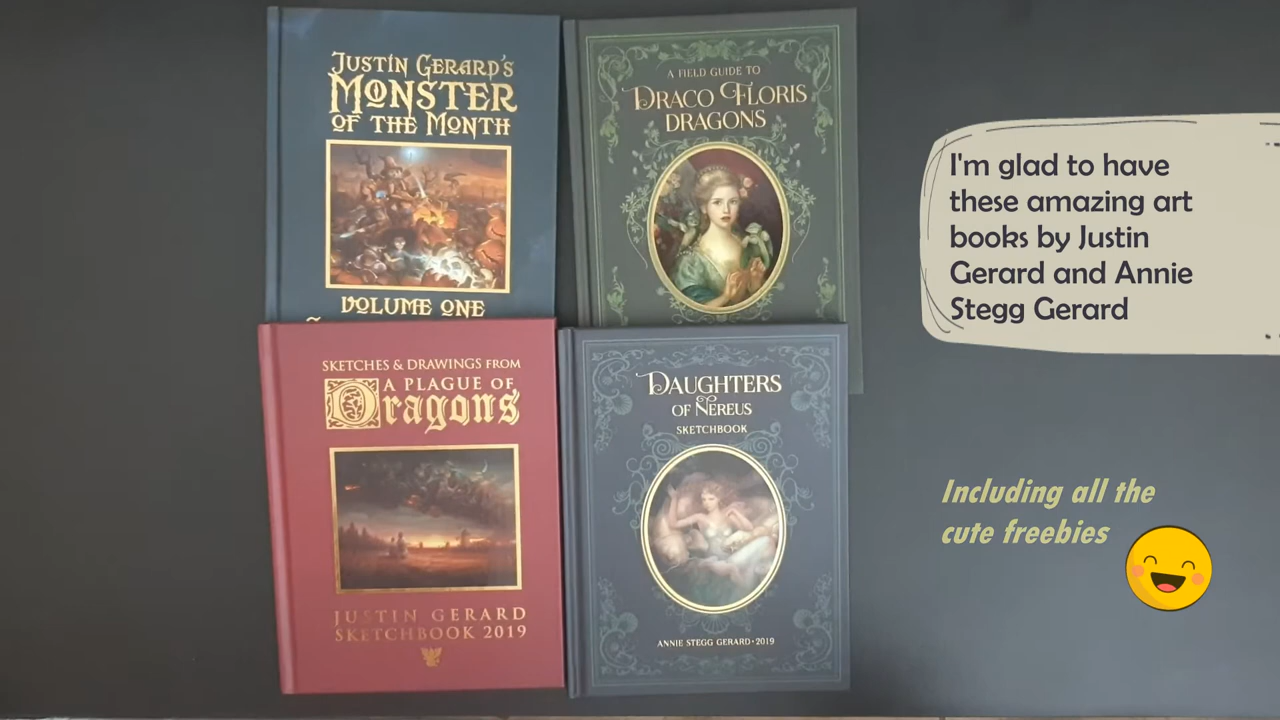 JUSTIN GERARD'S
MONSTER
OF THE MONTH
VOLUME ONE
A FIELD GUIDE TO
DRACO FLORIS
DRAGONS
SKETCHES & DRAWINGS FROM
A PLAGUE OF
Dragons
JUSTIN GERARD
SKETCHBOOK 2019
DAUGHTERS
OF NEREUS
SKETCHBOOK
ANNIE STEGG GERARD • 2019
I'm glad to have
these amazing art
books by Justin
Gerard and Annie
Stegg Gerard
Including all the
cute freebies